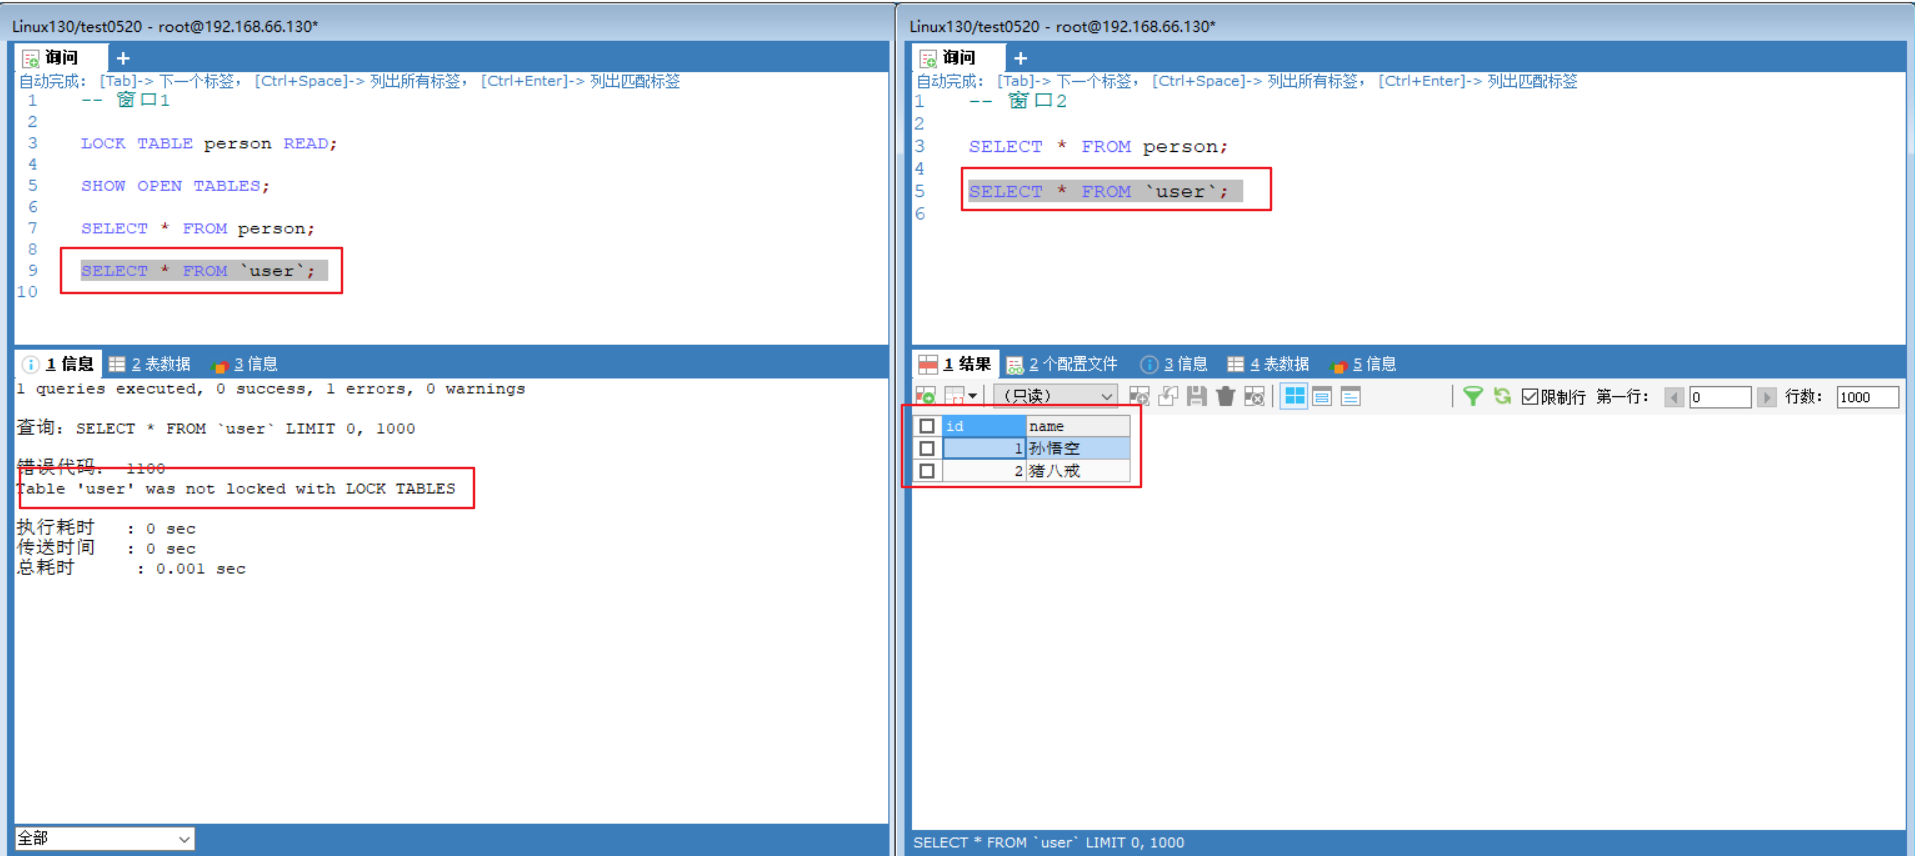 Linux130/test0520 - root@192.168.66.130*
询问 +
自动完成: [Tab]-> 下一个标签, [Ctrl+Space]-> 列出所有标签, [Ctrl+Enter]-> 列出匹配标签
1 -- 窗口1
2
3 LOCK TABLE person READ;
4
5 SHOW OPEN TABLES;
6
7 SELECT * FROM person;
8
9 SELECT * FROM `user`;
10
1 信息 2 表数据 3 信息
1 queries executed, 0 success, 1 errors, 0 warnings
查询: SELECT * FROM `user` LIMIT 0, 1000
错误代码: 1100
Table 'user' was not locked with LOCK TABLES
执行耗时 : 0 sec
传送时间 : 0 sec
总耗时 : 0.001 sec
全部
Linux130/test0520 - root@192.168.66.130*
询问 +
自动完成: [Tab]-> 下一个标签, [Ctrl+Space]-> 列出所有标签, [Ctrl+Enter]-> 列出匹配标签
1 -- 窗口2
2
3 SELECT * FROM person;
4
5 SELECT * FROM `user`;
6
1 结果 2 个配置文件 3 信息 4 表数据 5 信息
(只读) 限制行 第一行: 0 行数: 1000
id name
1 孙悟空
2 猪八戒
SELECT * FROM `user` LIMIT 0, 1000